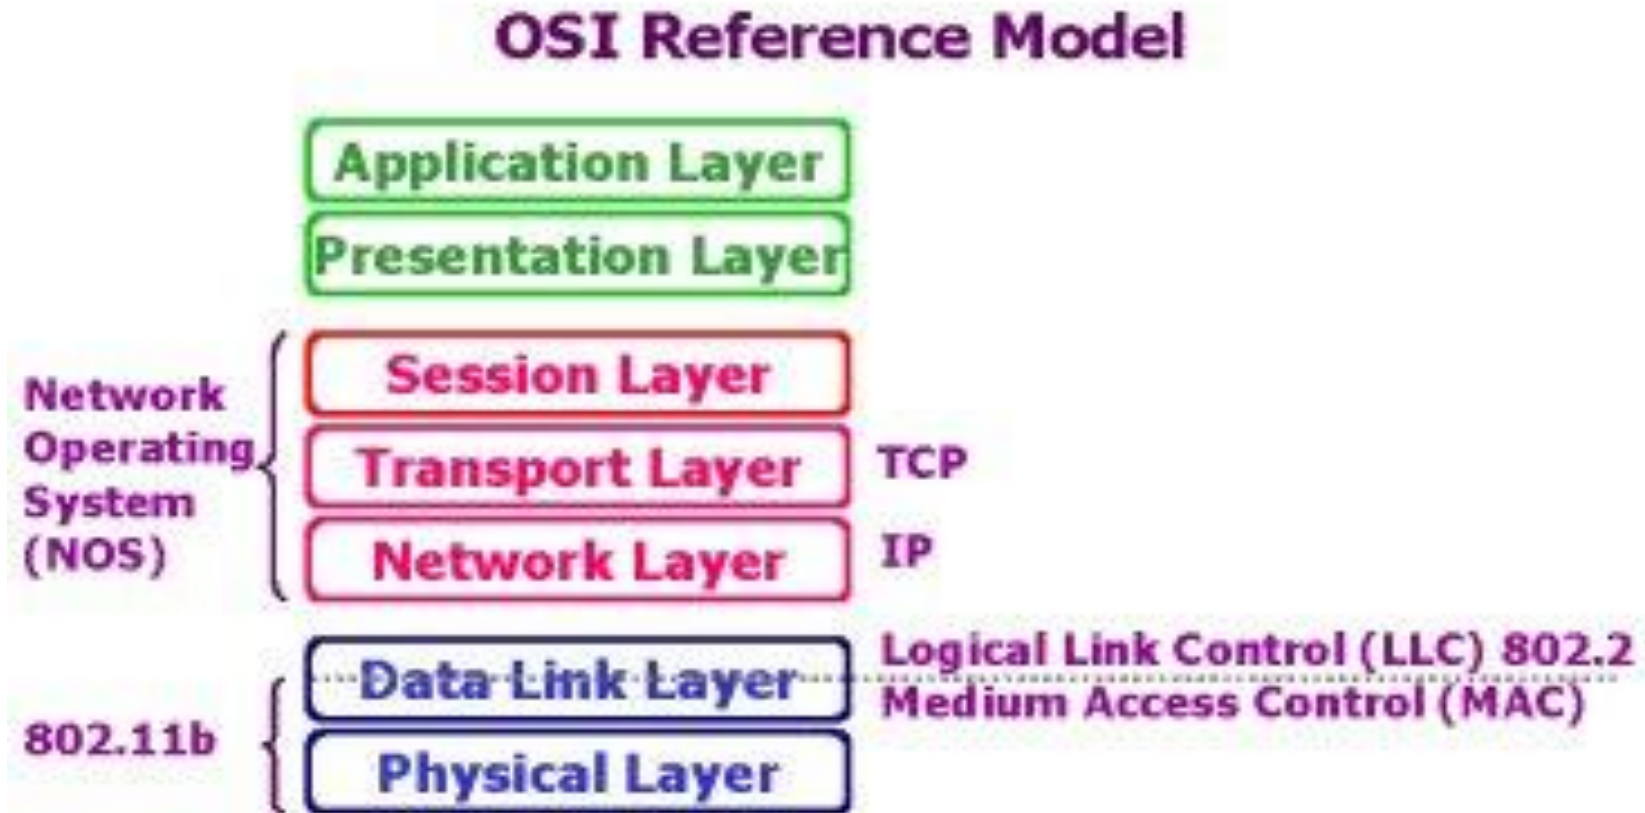 OSI Reference Model
Application Layer
Presentation Layer
Network
Operating
System
(NOS)
Session Layer
Transport Layer
TCP
Network Layer
IP
Data Link Layer
Logical Link Control (LLC) 802.2
Medium Access Control (MAC)
802.11b
Physical Layer